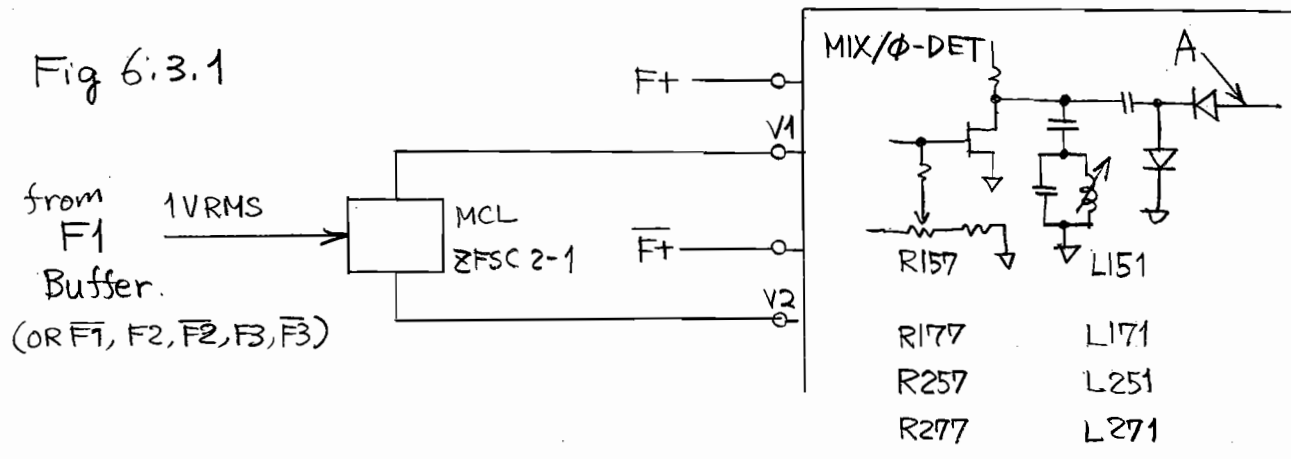 Fig 6.3.1
F+
MIX/Φ-DET
A
V1
from
F1
Buffer.
(OR F̅1̅, F2, F̅2̅, F3, F̅3̅)
1VRMS
MCL
ZFSC 2-1
F̅+̅
V2
R157 L151
R177 L171
R257 L251
R277 L271